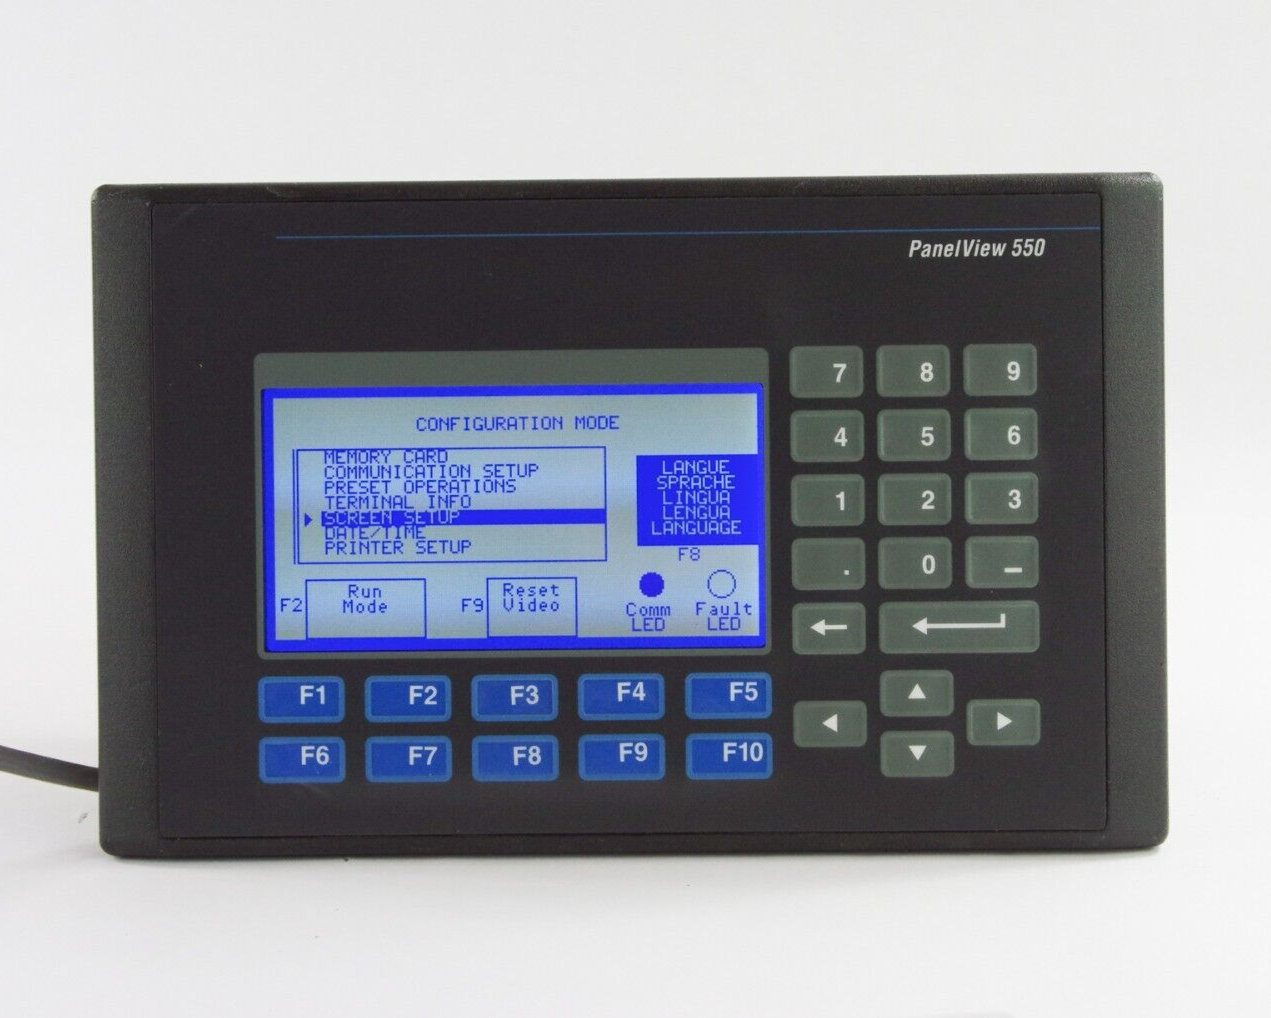 PanelView 550
CONFIGURATION MODE
MEMORY CARD
COMMUNICATION SETUP
PRESET OPERATIONS
TERMINAL INFO
SCREEN SETUP
DATE/TIME
PRINTER SETUP
LANGUE
SPRACHE
LINGUA
LENGUA
LANGUAGE
F8
F2
Run
Mode
F9
Reset
Video
Comm
LED
Fault
LED
7 8 9
4 5 6
1 2 3
. 0 –
F1 F2 F3 F4 F5
F6 F7 F8 F9 F10